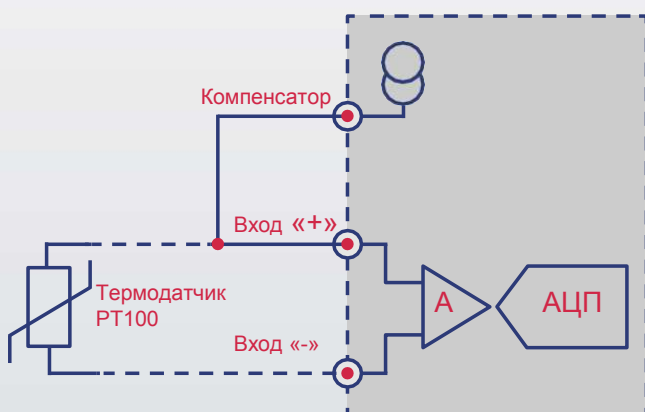 Компенсатор
Вход «+»
Термодатчик
PT100
A
АЦП
Вход «-»